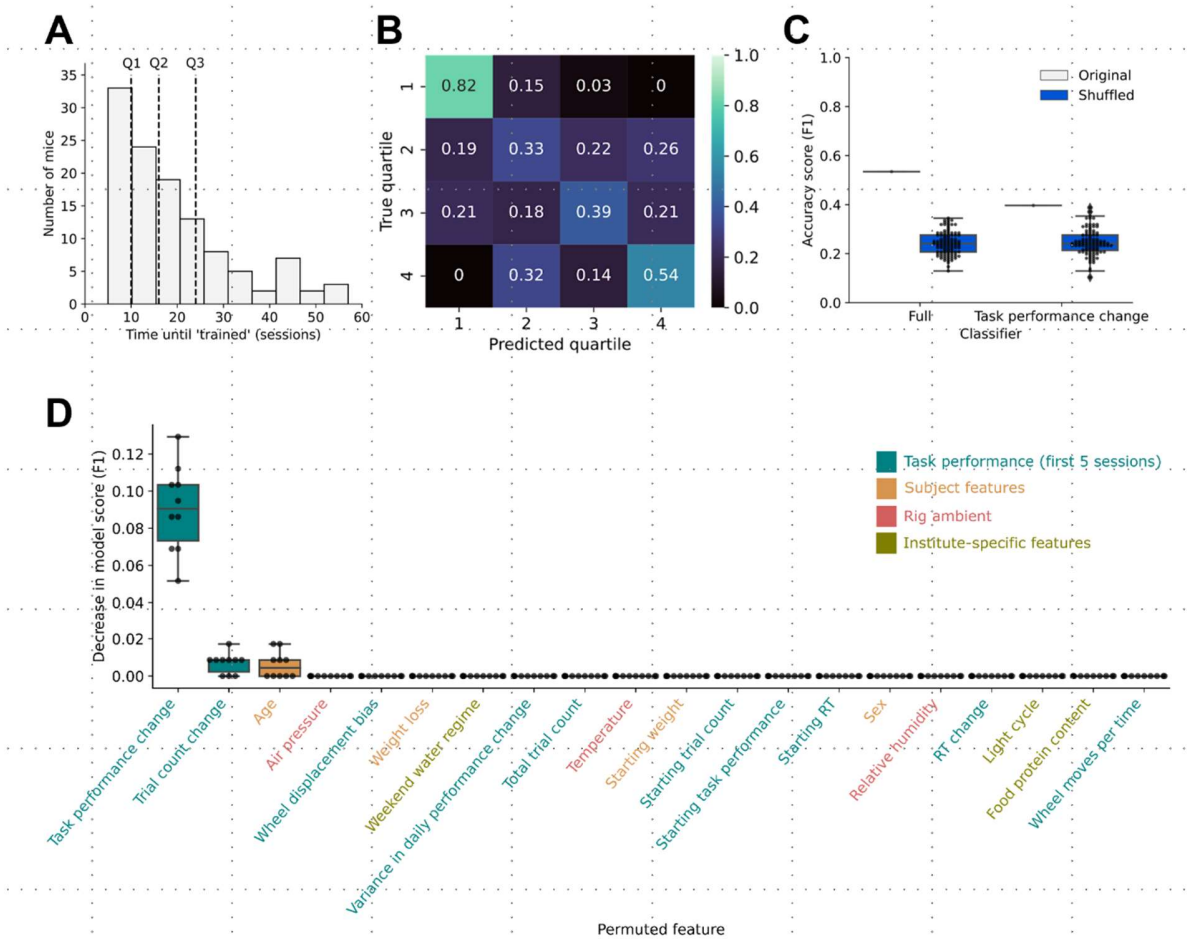 A
Q1 Q2 Q3
35
30
25
20
15
10
5
0
Number of mice
0 10 20 30 40 50 60
Time until 'trained' (sessions)
B
True quartile
1 0.82 0.15 0.03 0
2 0.19 0.33 0.22 0.26
3 0.21 0.18 0.39 0.21
4 0 0.32 0.14 0.54
1 2 3 4
Predicted quartile
1.0
0.8
0.6
0.4
0.2
0.0
C
Accuracy score (F1)
1.0
0.8
0.6
0.4
0.2
0.0
Original
Shuffled
Full Task performance change
Classifier
D
Decrease in model score (F1)
0.12
0.10
0.08
0.06
0.04
0.02
0.00
Task performance (first 5 sessions)
Subject features
Rig ambient
Institute-specific features
Task performance change
Trial count change
Age
Air pressure
Wheel displacement bias
Weight loss
Weekend water regime
Variance in daily performance change
Total trial count
Temperature
Starting weight
Starting trial count
Starting task performance
Starting RT
Sex
Relative humidity
RT change
Light cycle
Food protein content
Wheel moves per time
Permuted feature